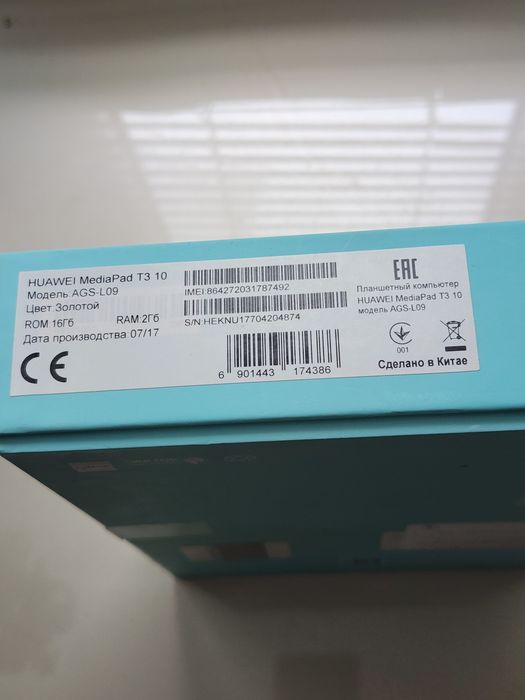 HUAWEI MediaPad T3 10
Модель AGS-L09
Цвет Золотой
ROM 16Гб RAM:2Гб
Дата производства:07/17
CE
IMEI:864272031787492
S/N:HEKNU17704204874
6 901443 174386
EAC
Планшетный компьютер
HUAWEI MediaPad T3 10
модель AGS-L09
001
Сделано в Китае